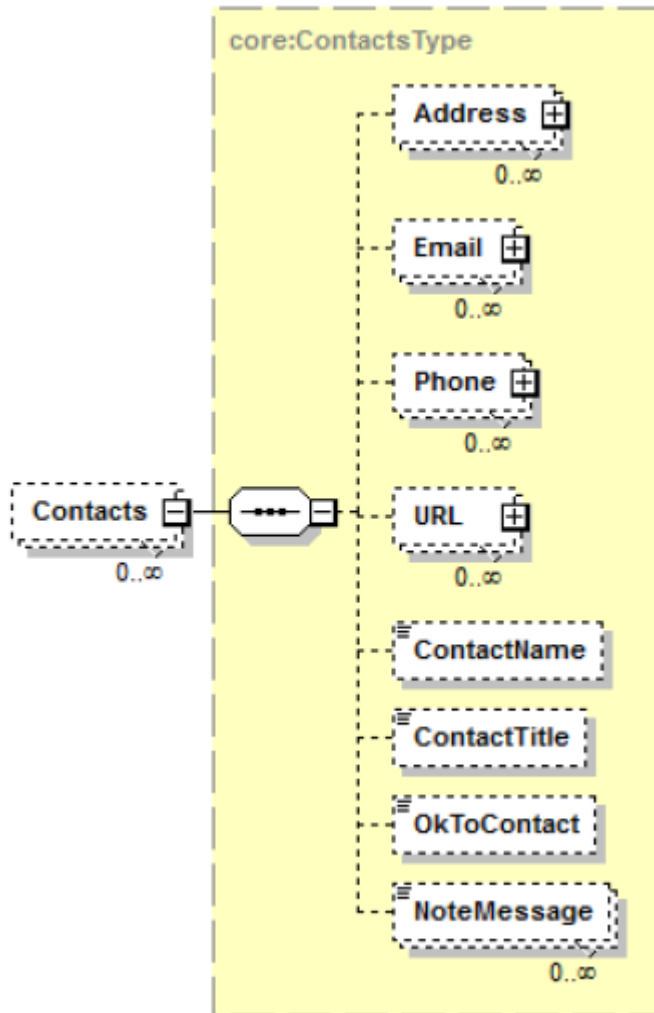 core:ContactsType
Address
0..∞
Email
0..∞
Phone
0..∞
Contacts
0..∞
URL
0..∞
ContactName
ContactTitle
OkToContact
NoteMessage
0..∞